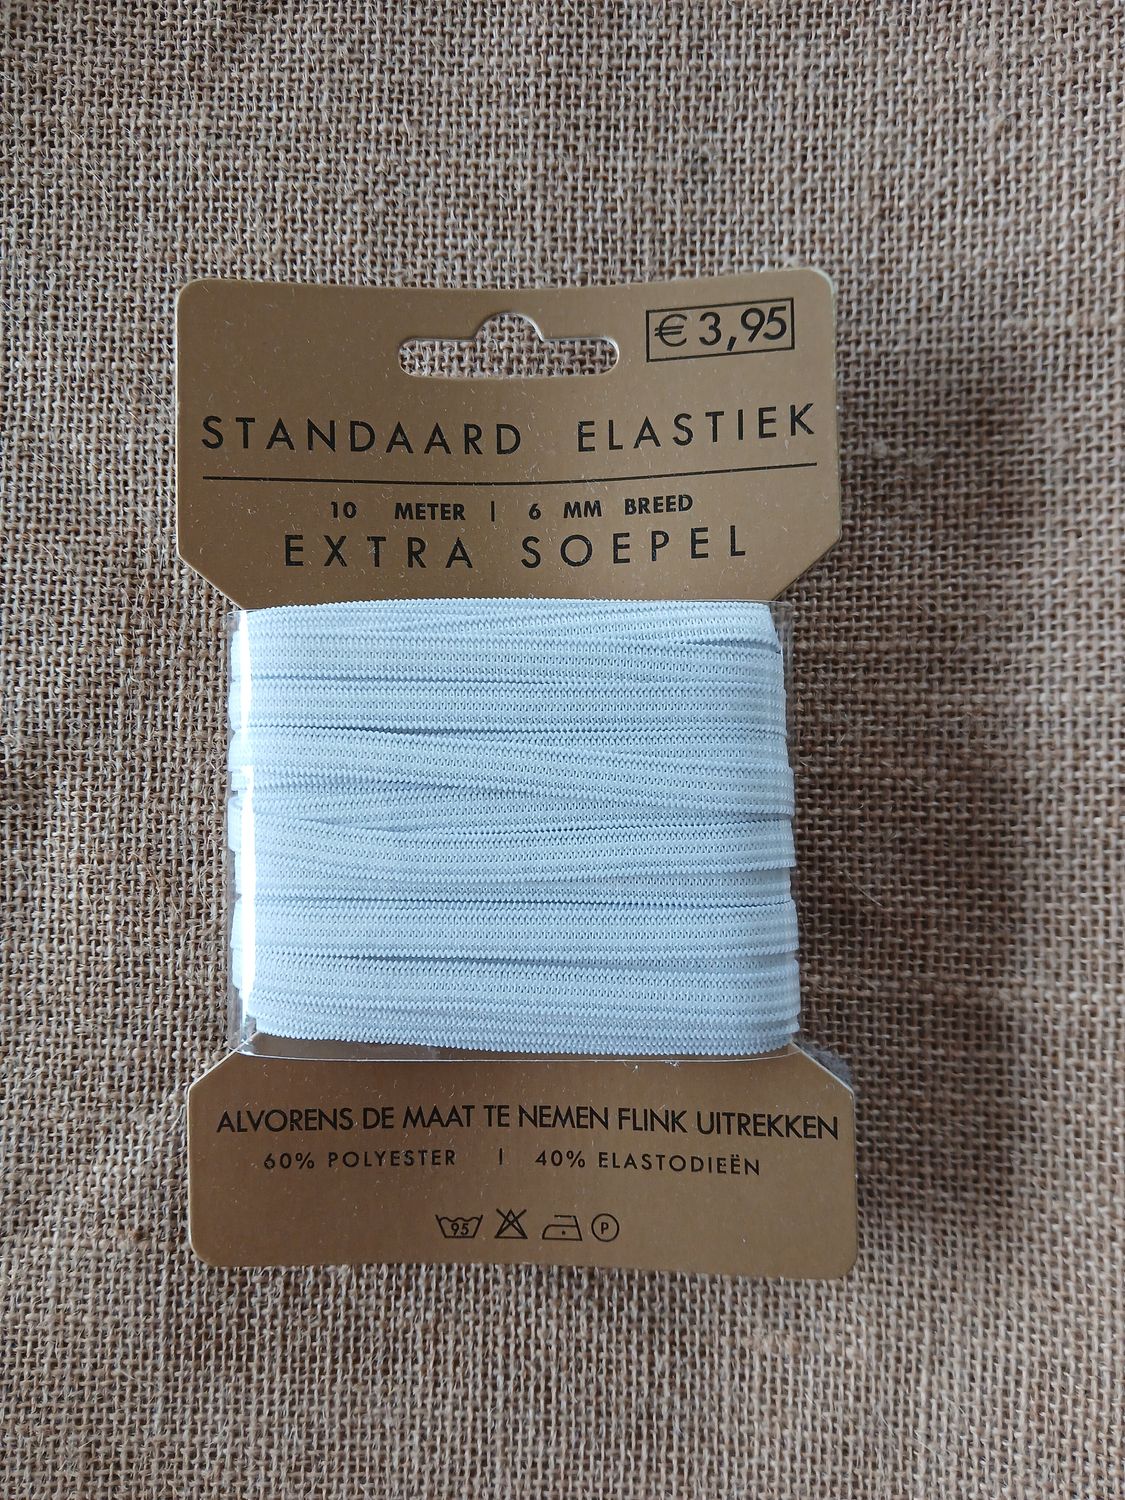 € 3,95
STANDAARD ELASTIEK
10 METER | 6 MM BREED
EXTRA SOEPEL
ALVORENS DE MAAT TE NEMEN FLINK UITREKKEN
60% POLYESTER | 40% ELASTODIEËN
95 P